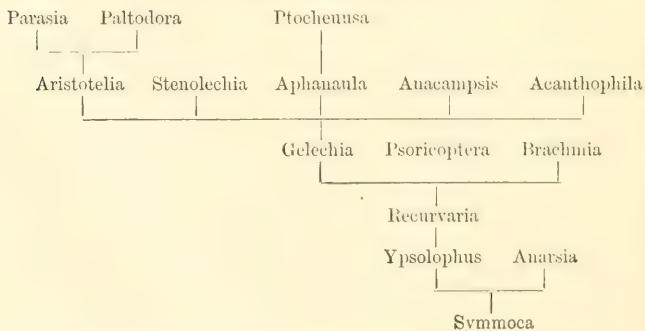 Parasia Paltodora Ptocheuusa
Aristotelia Stenolechia Aphanaula Anacampsis Acanthophila
Gelechia Psoricoptera Brachmia
Recurvaria
Ypsolophus Anarsia
Symmoca